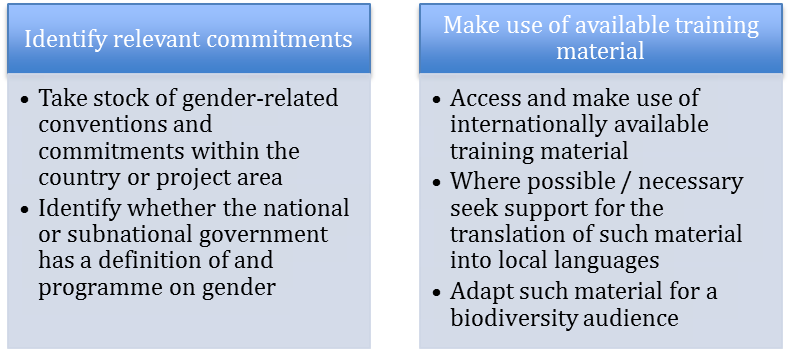 Identify relevant commitments
• Take stock of gender-related
conventions and
commitments within the
country or project area
• Identify whether the national
or subnational government
has a definition of and
programme on gender
Make use of available training
material
• Access and make use of
internationally available
training material
• Where possible / necessary
seek support for the
translation of such material
into local languages
• Adapt such material for a
biodiversity audience